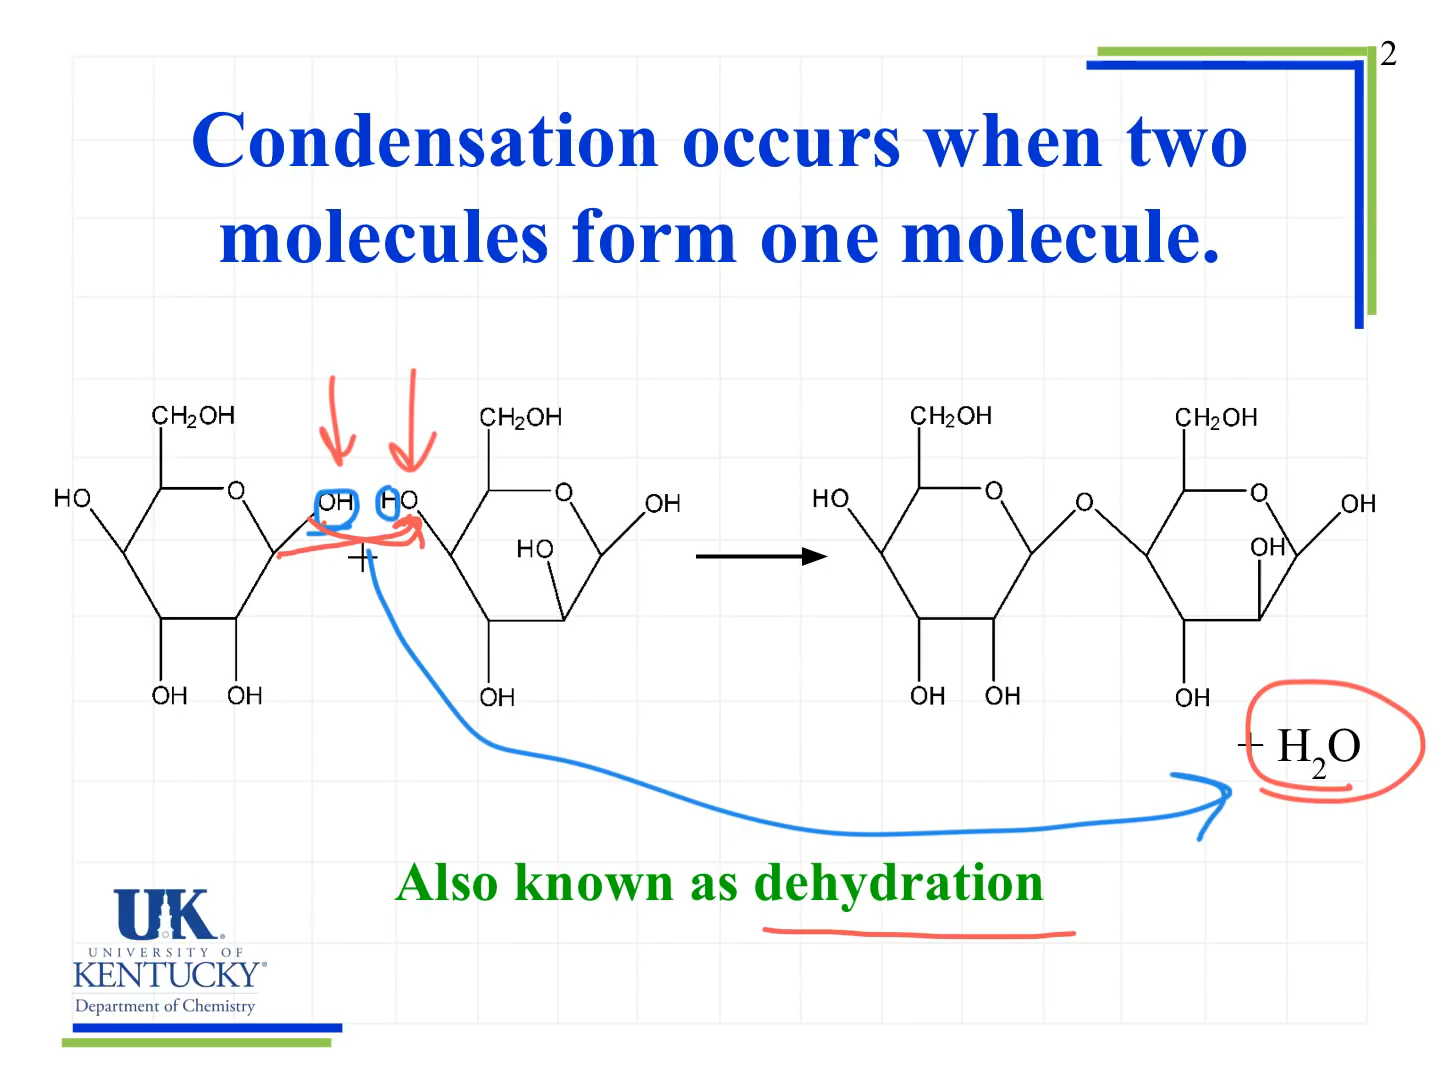 2
Condensation occurs when two
molecules form one molecule.
CH₂OH CH₂OH CH₂OH CH₂OH
HO O OH HO O OH HO O O O OH
+ HO OH
OH OH OH OH OH OH
+ H₂O
Also known as dehydration
UK
UNIVERSITY OF
KENTUCKY®
Department of Chemistry